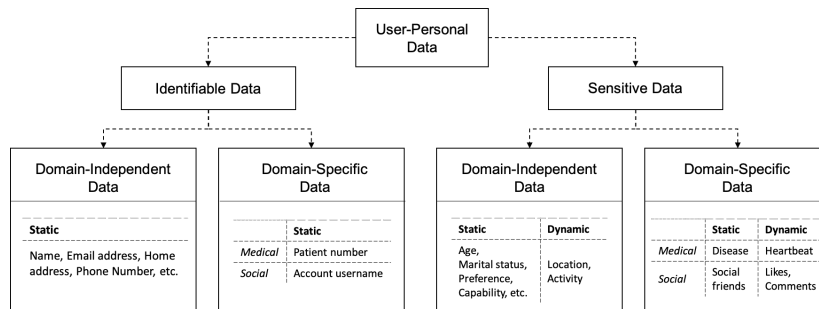 User-Personal
Data
Identifiable Data
Sensitive Data
Domain-Independent
Data
Static
Name, Email address, Home
address, Phone Number, etc.
Domain-Specific
Data
Static
Medical Patient number
Social Account username
Domain-Independent
Data
Static Dynamic
Age,
Marital status,
Preference,
Capability, etc.
Location,
Activity
Domain-Specific
Data
Static Dynamic
Medical Disease Heartbeat
Social Social
friends
Likes,
Comments